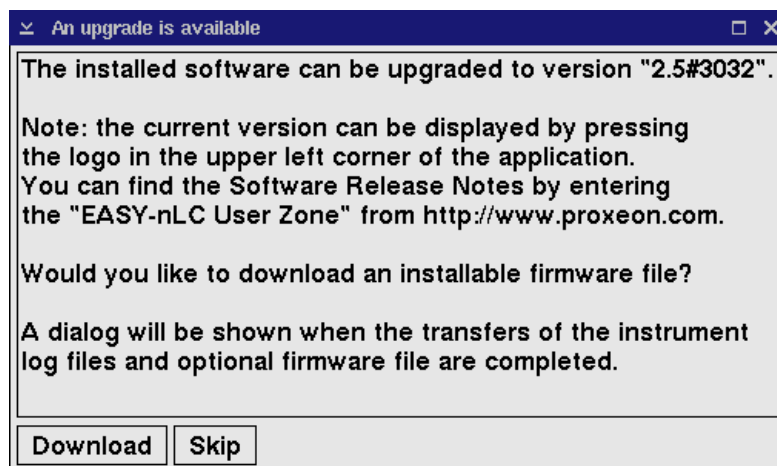 An upgrade is available
The installed software can be upgraded to version "2.5#3032".
Note: the current version can be displayed by pressing
the logo in the upper left corner of the application.
You can find the Software Release Notes by entering
the "EASY-nLC User Zone" from http://www.proxeon.com.
Would you like to download an installable firmware file?
A dialog will be shown when the transfers of the instrument
log files and optional firmware file are completed.
Download Skip